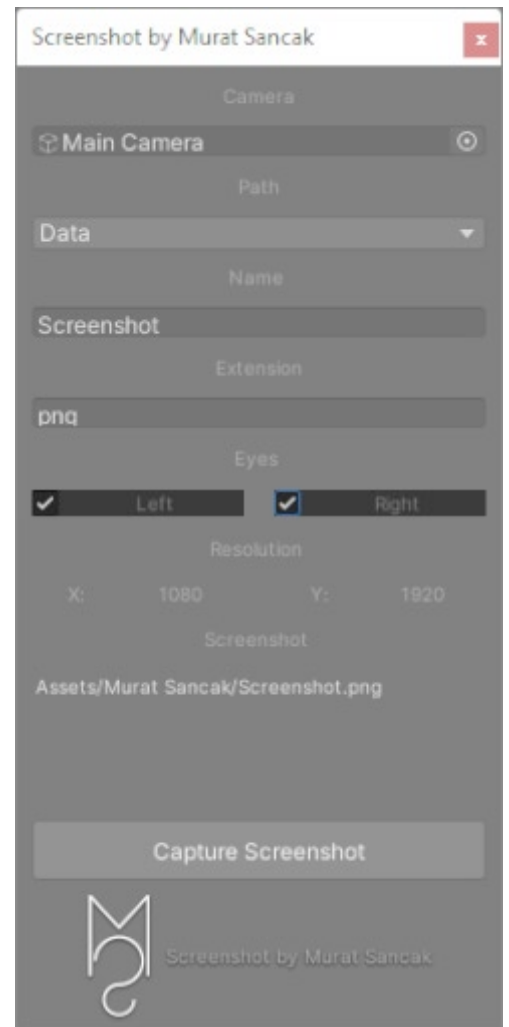 Screenshot by Murat Sancak
x
Camera
Main Camera
Path
Data
Name
Screenshot
Extension
png
Eyes
Left Right
Resolution
X: 1080 Y: 1920
Screenshot
Assets/Murat Sancak/Screenshot.png
Capture Screenshot
Screenshot by Murat Sancak